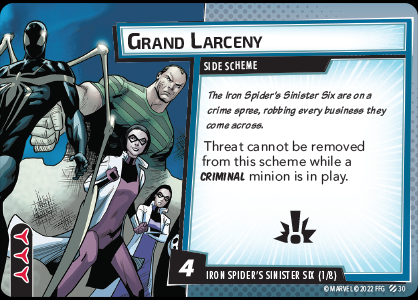 GRAND LARCENY
SIDE SCHEME
The Iron Spider's Sinister Six are on a
crime spree, robbing every business they
come across.
Threat cannot be removed
from this scheme while a
CRIMINAL minion is in play.
4
IRON SPIDER'S SINISTER SIX (1/8)
© MARVEL © 2022 FFG 30